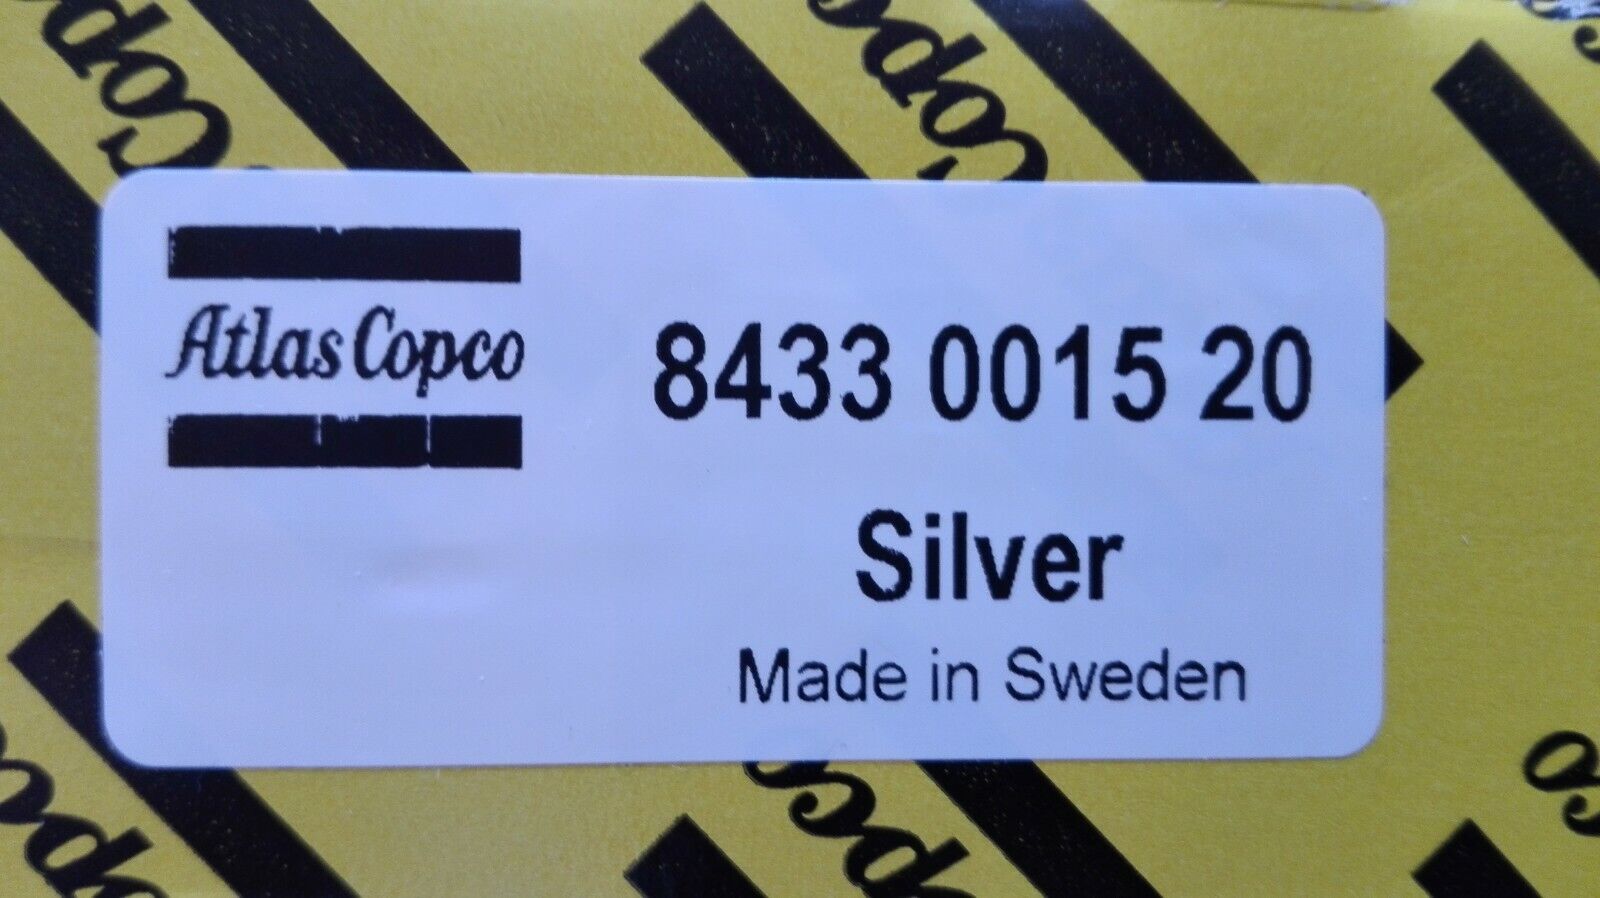 Atlas Copco
8433 0015 20
Silver
Made in Sweden